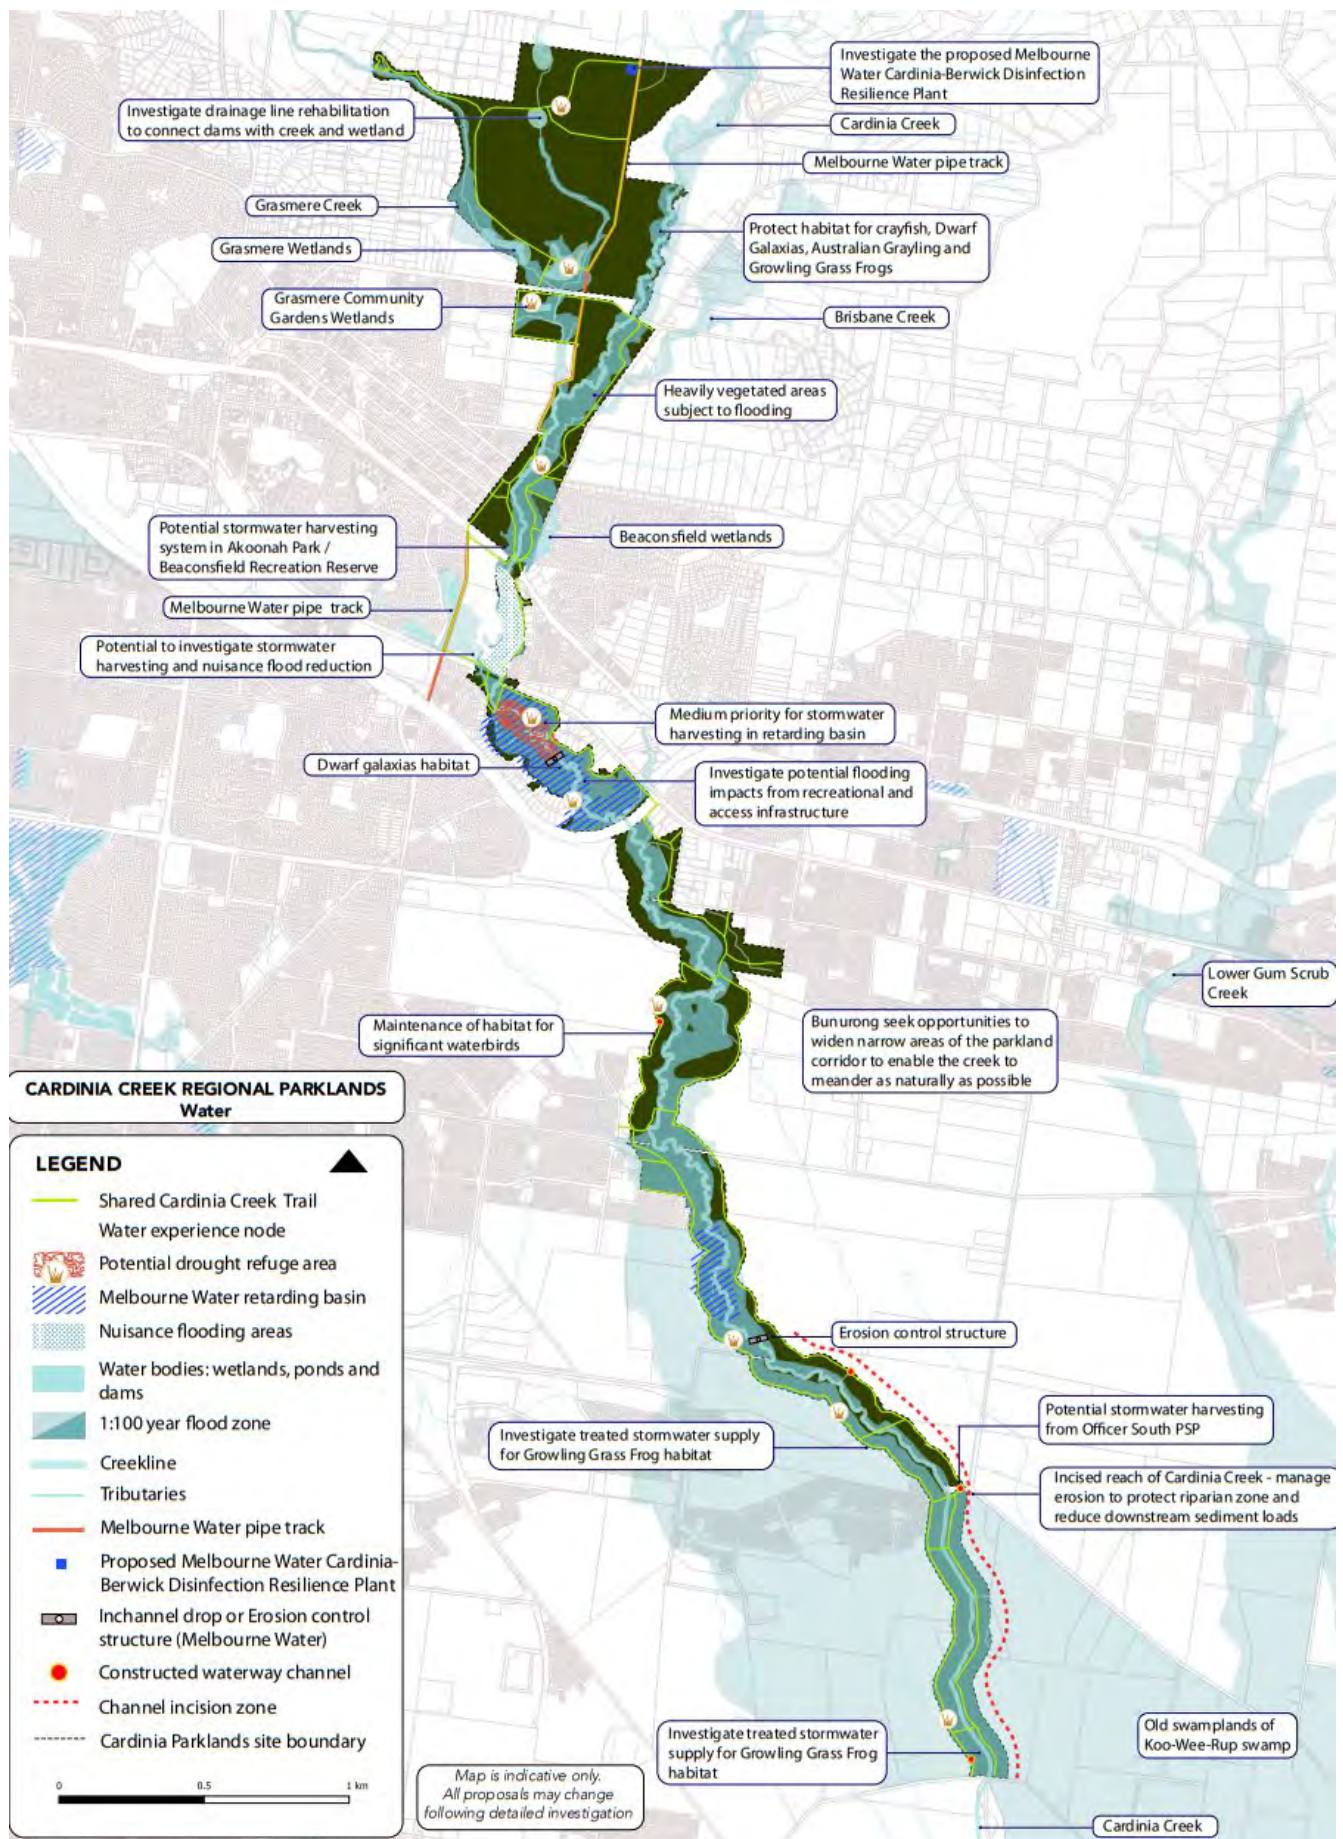 Investigate the proposed Melbourne
Water Cardinia-Berwick Disinfection
Resilience Plant
Investigate drainage line rehabilitation
to connect dams with creek and wetland
Cardinia Creek
Melbourne Water pipe track
Grasmere Creek
Protect habitat for crayfish, Dwarf
Galaxias, Australian Grayling and
Growling Grass Frogs
Grasmere Wetlands
Grasmere Community
Gardens Wetlands
Brisbane Creek
Heavily vegetated areas
subject to flooding
Potential stormwater harvesting
system in Akoonah Park /
Beaconsfield Recreation Reserve
Beaconsfield wetlands
Melbourne Water pipe track
Potential to investigate stormwater
harvesting and nuisance flood reduction
Medium priority for stormwater
harvesting in retarding basin
Dwarf galaxias habitat
Investigate potential flooding
impacts from recreational and
access infrastructure
Lower Gum Scrub
Creek
Maintenance of habitat for
significant waterbirds
Bunurong seek opportunities to
widen narrow areas of the parkland
corridor to enable the creek to
meander as naturally as possible
CARDINIA CREEK REGIONAL PARKLANDS
Water
LEGEND
Shared Cardinia Creek Trail
Water experience node
Potential drought refuge area
Melbourne Water retarding basin
Nuisance flooding areas
Water bodies: wetlands, ponds and
dams
1:100 year flood zone
Creekline
Tributaries
Melbourne Water pipe track
Proposed Melbourne Water Cardinia-
Berwick Disinfection Resilience Plant
Inchannel drop or Erosion control
structure (Melbourne Water)
Constructed waterway channel
Channel incision zone
Cardinia Parklands site boundary
0 0.5 1 km
Erosion control structure
Investigate treated stormwater supply
for Growling Grass Frog habitat
Potential stormwater harvesting
from Officer South PSP
Incised reach of Cardinia Creek - manage
erosion to protect riparian zone and
reduce downstream sediment loads
Investigate treated stormwater
supply for Growling Grass Frog
habitat
Old swamplands of
Koo-Wee-Rup swamp
Map is indicative only.
All proposals may change
following detailed investigation
Cardinia Creek